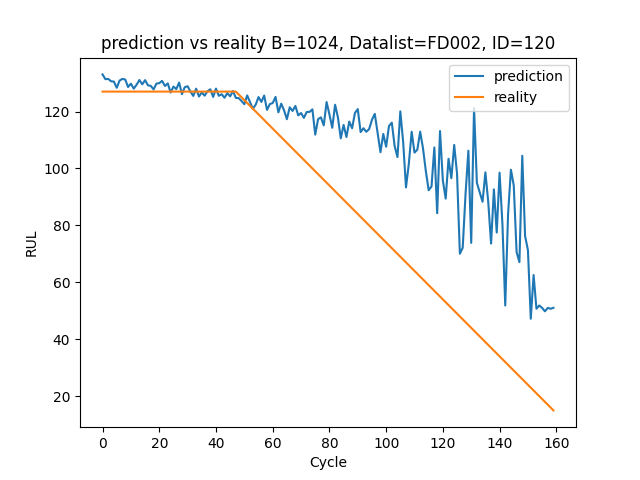 prediction vs reality B=1024, Datalist=FD002, ID=120
prediction
reality
RUL
120
100
80
60
40
20
0 20 40 60 80 100 120 140 160
Cycle